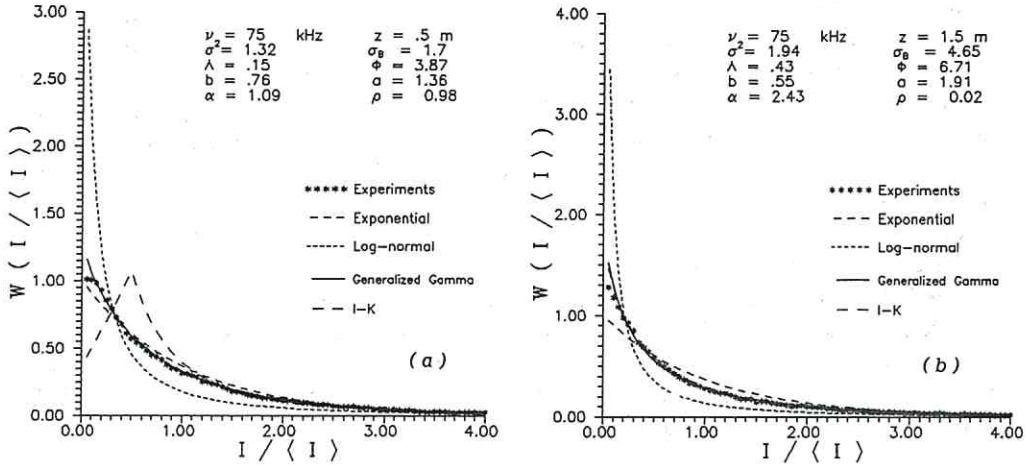 3.00
2.50
2.00
1.50
1.00
0.50
0.00
W ( I / ⟨ I ⟩ )
ν₂ = 75 kHz z = .5 m
σ² = 1.32 σ_B = 1.7
Λ = .15 Φ = 3.87
b = .76 a = 1.36
α = 1.09 ρ = 0.98
***** Experiments
Exponential
Log-normal
Generalized Gamma
I-K
(a)
0.00 1.00 2.00 3.00 4.00
I / ⟨ I ⟩
4.00
3.00
2.00
1.00
0.00
W ( I / ⟨ I ⟩ )
ν₂ = 75 kHz z = 1.5 m
σ² = 1.94 σ_B = 4.65
Λ = .43 Φ = 6.71
b = .55 a = 1.91
α = 2.43 ρ = 0.02
***** Experiments
Exponential
Log-normal
Generalized Gamma
I-K
(b)
0.00 1.00 2.00 3.00 4.00
I / ⟨ I ⟩